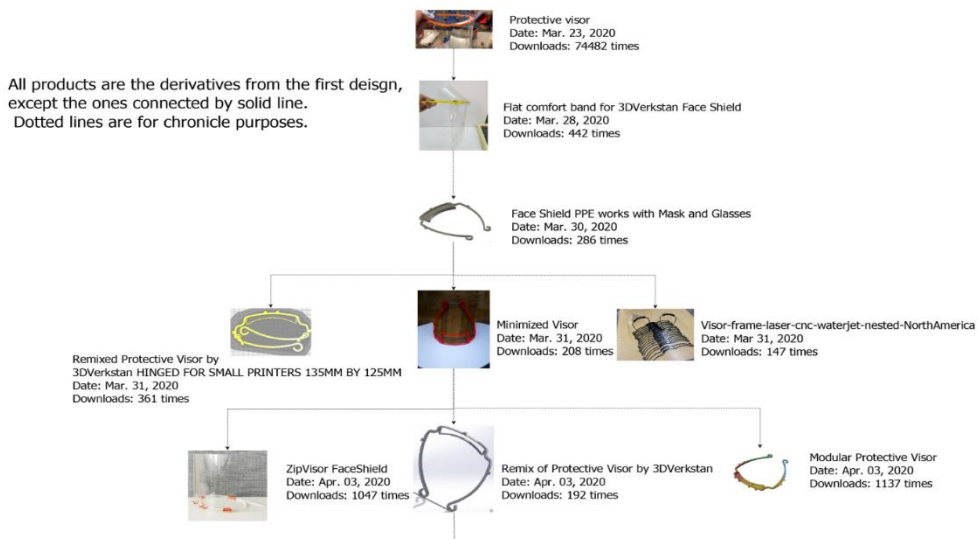 Protective visor
Date: Mar. 23, 2020
Downloads: 74482 times
All products are the derivatives from the first deisgn,
except the ones connected by solid line.
Dotted lines are for chronicle purposes.
Flat comfort band for 3DVerkstan Face Shield
Date: Mar. 28, 2020
Downloads: 442 times
Face Shield PPE works with Mask and Glasses
Date: Mar. 30, 2020
Downloads: 286 times
Remixed Protective Visor by
3DVerkstan HINGED FOR SMALL PRINTERS 135MM BY 125MM
Date: Mar. 31, 2020
Downloads: 361 times
Minimized Visor
Date: Mar. 31, 2020
Downloads: 208 times
Visor-frame-laser-cnc-waterjet-nested-NorthAmerica
Date: Mar 31, 2020
Downloads: 147 times
ZipVisor FaceShield
Date: Apr. 03, 2020
Downloads: 1047 times
Remix of Protective Visor by 3DVerkstan
Date: Apr. 03, 2020
Downloads: 192 times
Modular Protective Visor
Date: Apr. 03, 2020
Downloads: 1137 times